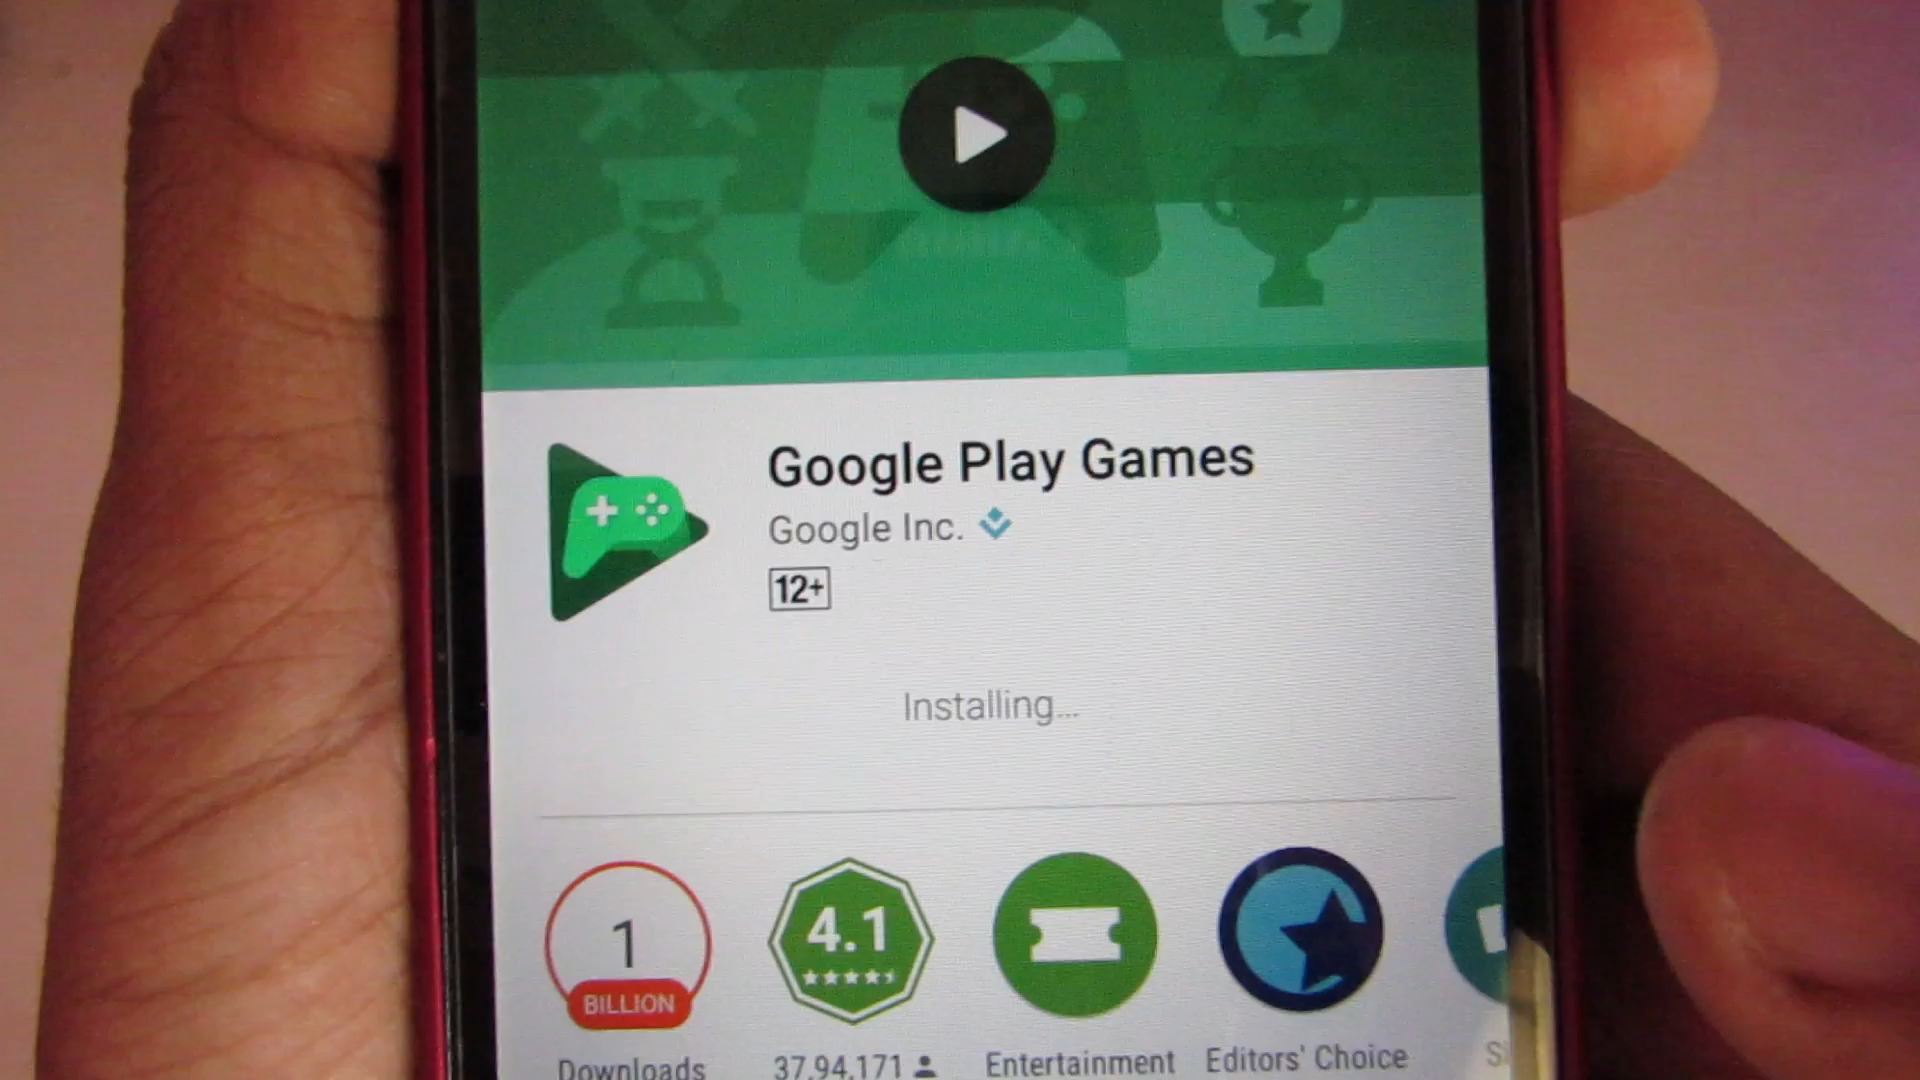 Google Play Games
Google Inc.
12+
Installing...
1
BILLION
4.1
Downloads
37,94,171
Entertainment
Editors' Choice